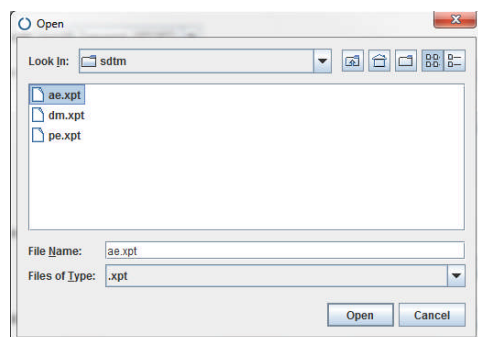 Open
Look In: sdtm
ae.xpt
dm.xpt
pe.xpt
File Name: ae.xpt
Files of Type: .xpt
Open Cancel